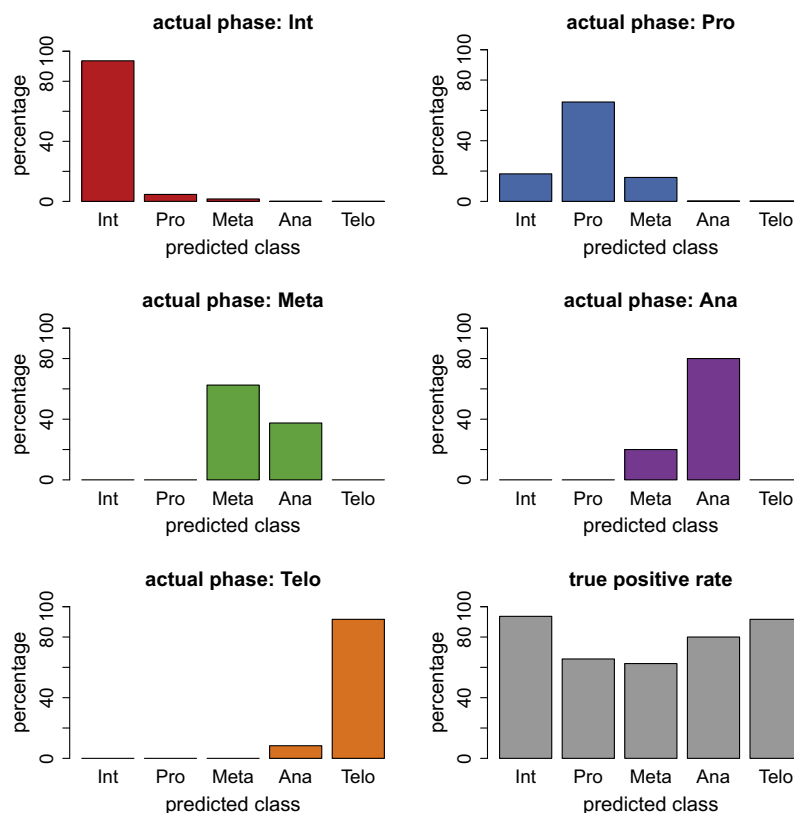 actual phase: Int
percentage
0 40 80 100
Int Pro Meta Ana Telo
predicted class
actual phase: Pro
percentage
0 40 80 100
Int Pro Meta Ana Telo
predicted class
actual phase: Meta
percentage
0 40 80 100
Int Pro Meta Ana Telo
predicted class
actual phase: Ana
percentage
0 40 80 100
Int Pro Meta Ana Telo
predicted class
actual phase: Telo
percentage
0 40 80 100
Int Pro Meta Ana Telo
predicted class
true positive rate
percentage
0 40 80 100
Int Pro Meta Ana Telo
predicted class